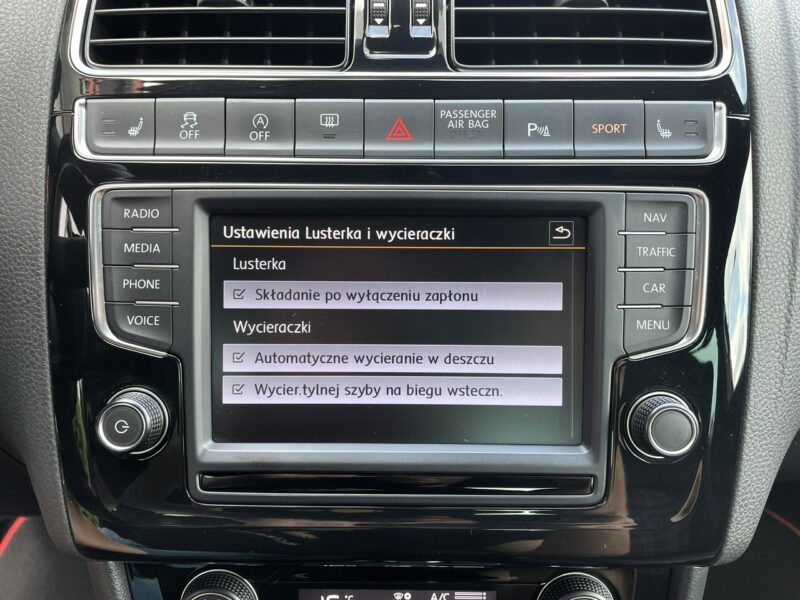 OFF
OFF
PASSENGER
AIR BAG
P
SPORT
RADIO
MEDIA
PHONE
VOICE
Ustawienia Lusterka i wycieraczki
Lusterka
Składanie po wyłączeniu zapłonu
Wycieraczki
Automatyczne wycieranie w deszczu
Wycier.tylnej szyby na biegu wsteczn.
NAV
TRAFFIC
CAR
MENU
°C
A/C